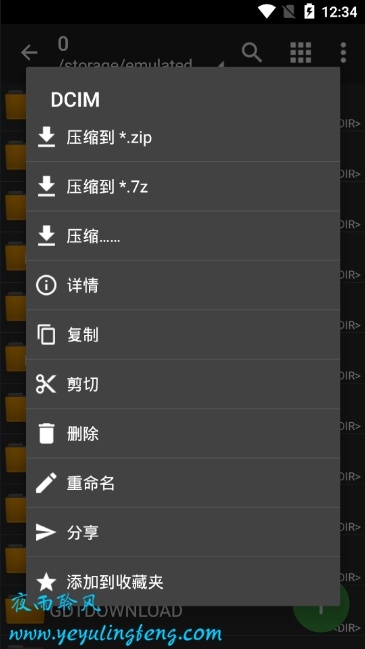 12:34
0
/storage/emulated
DCIM
压缩到 *.zip
压缩到 *.7z
压缩......
详情
复制
剪切
删除
重命名
分享
添加到收藏夹
夜雨聆风
GDTDOWNLOAD
www.yeyulingfeng.com
DIR>
DIR>
DIR>
DIR>
DIR>
DIR>
DIR>
DIR>
DIR>
DIR>